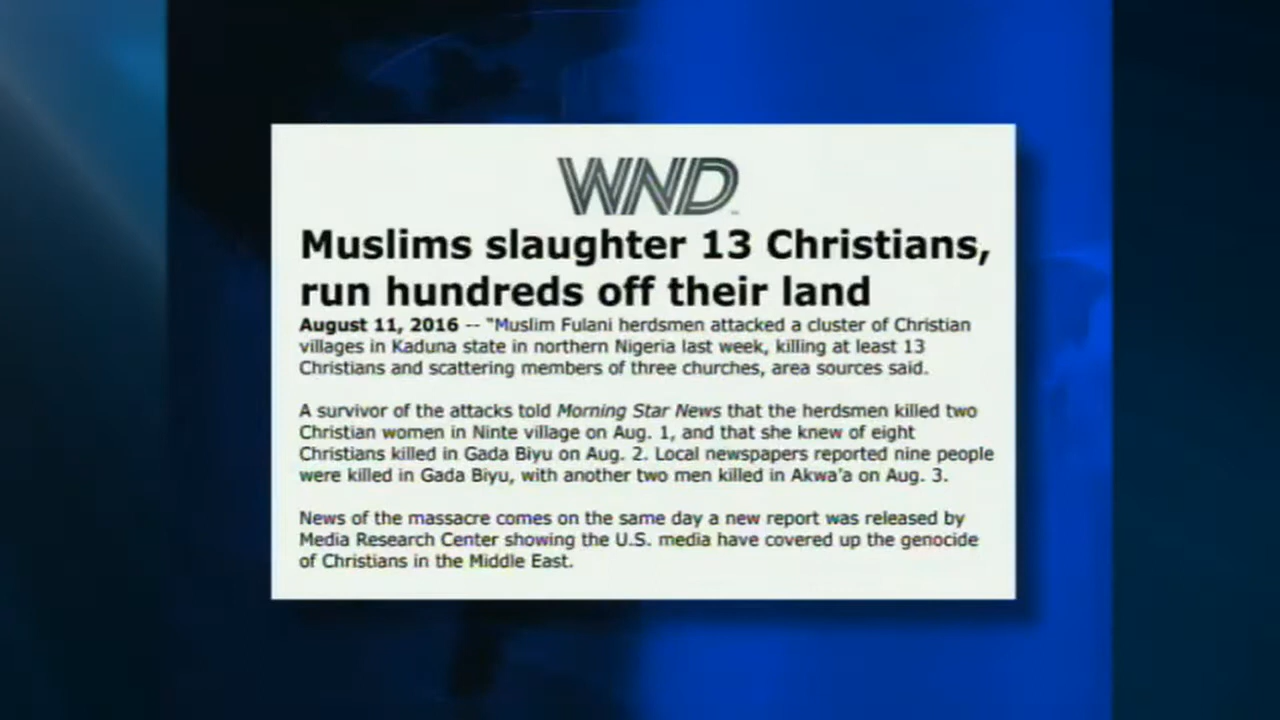 WND
Muslims slaughter 13 Christians,
run hundreds off their land
August 11, 2016 -- "Muslim Fulani herdsmen attacked a cluster of Christian
villages in Kaduna state in northern Nigeria last week, killing at least 13
Christians and scattering members of three churches, area sources said.
A survivor of the attacks told Morning Star News that the herdsmen killed two
Christian women in Ninte village on Aug. 1, and that she knew of eight
Christians killed in Gada Biyu on Aug. 2. Local newspapers reported nine people
were killed in Gada Biyu, with another two men killed in Akwa'a on Aug. 3.
News of the massacre comes on the same day a new report was released by
Media Research Center showing the U.S. media have covered up the genocide
of Christians in the Middle East.